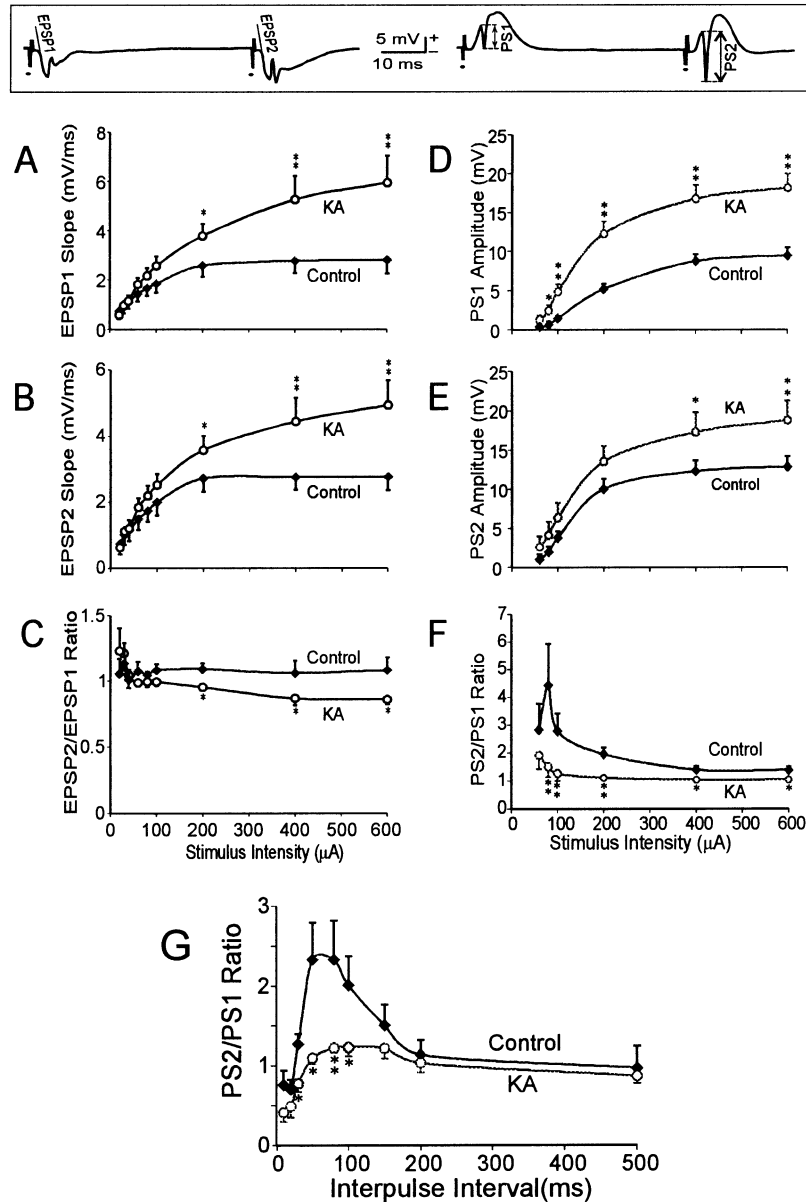 EPSP1
EPSP2
5 mV
+
10 ms
PS1
PS2
A
EPSP1 Slope (mV/ms)
8
6
4
2
0
*
**
**
KA
Control
D
PS1 Amplitude (mV)
25
20
15
10
5
0
*
**
**
**
**
KA
Control
B
EPSP2 Slope (mV/ms)
6
4
2
0
*
**
**
KA
Control
E
PS2 Amplitude (mV)
25
20
15
10
5
0
*
**
KA
Control
C
EPSP2/EPSP1 Ratio
1.5
1
0.5
0
Control
KA
*
*
*
0 100 200 300 400 500 600
Stimulus Intensity (μA)
F
PS2/PS1 Ratio
7
6
5
4
3
2
1
0
Control
KA
**
**
**
*
*
0 100 200 300 400 500 600
Stimulus Intensity (μA)
G
PS2/PS1 Ratio
3
2
1
0
Control
KA
*
*
**
*
0 100 200 300 400 500
Interpulse Interval(ms)